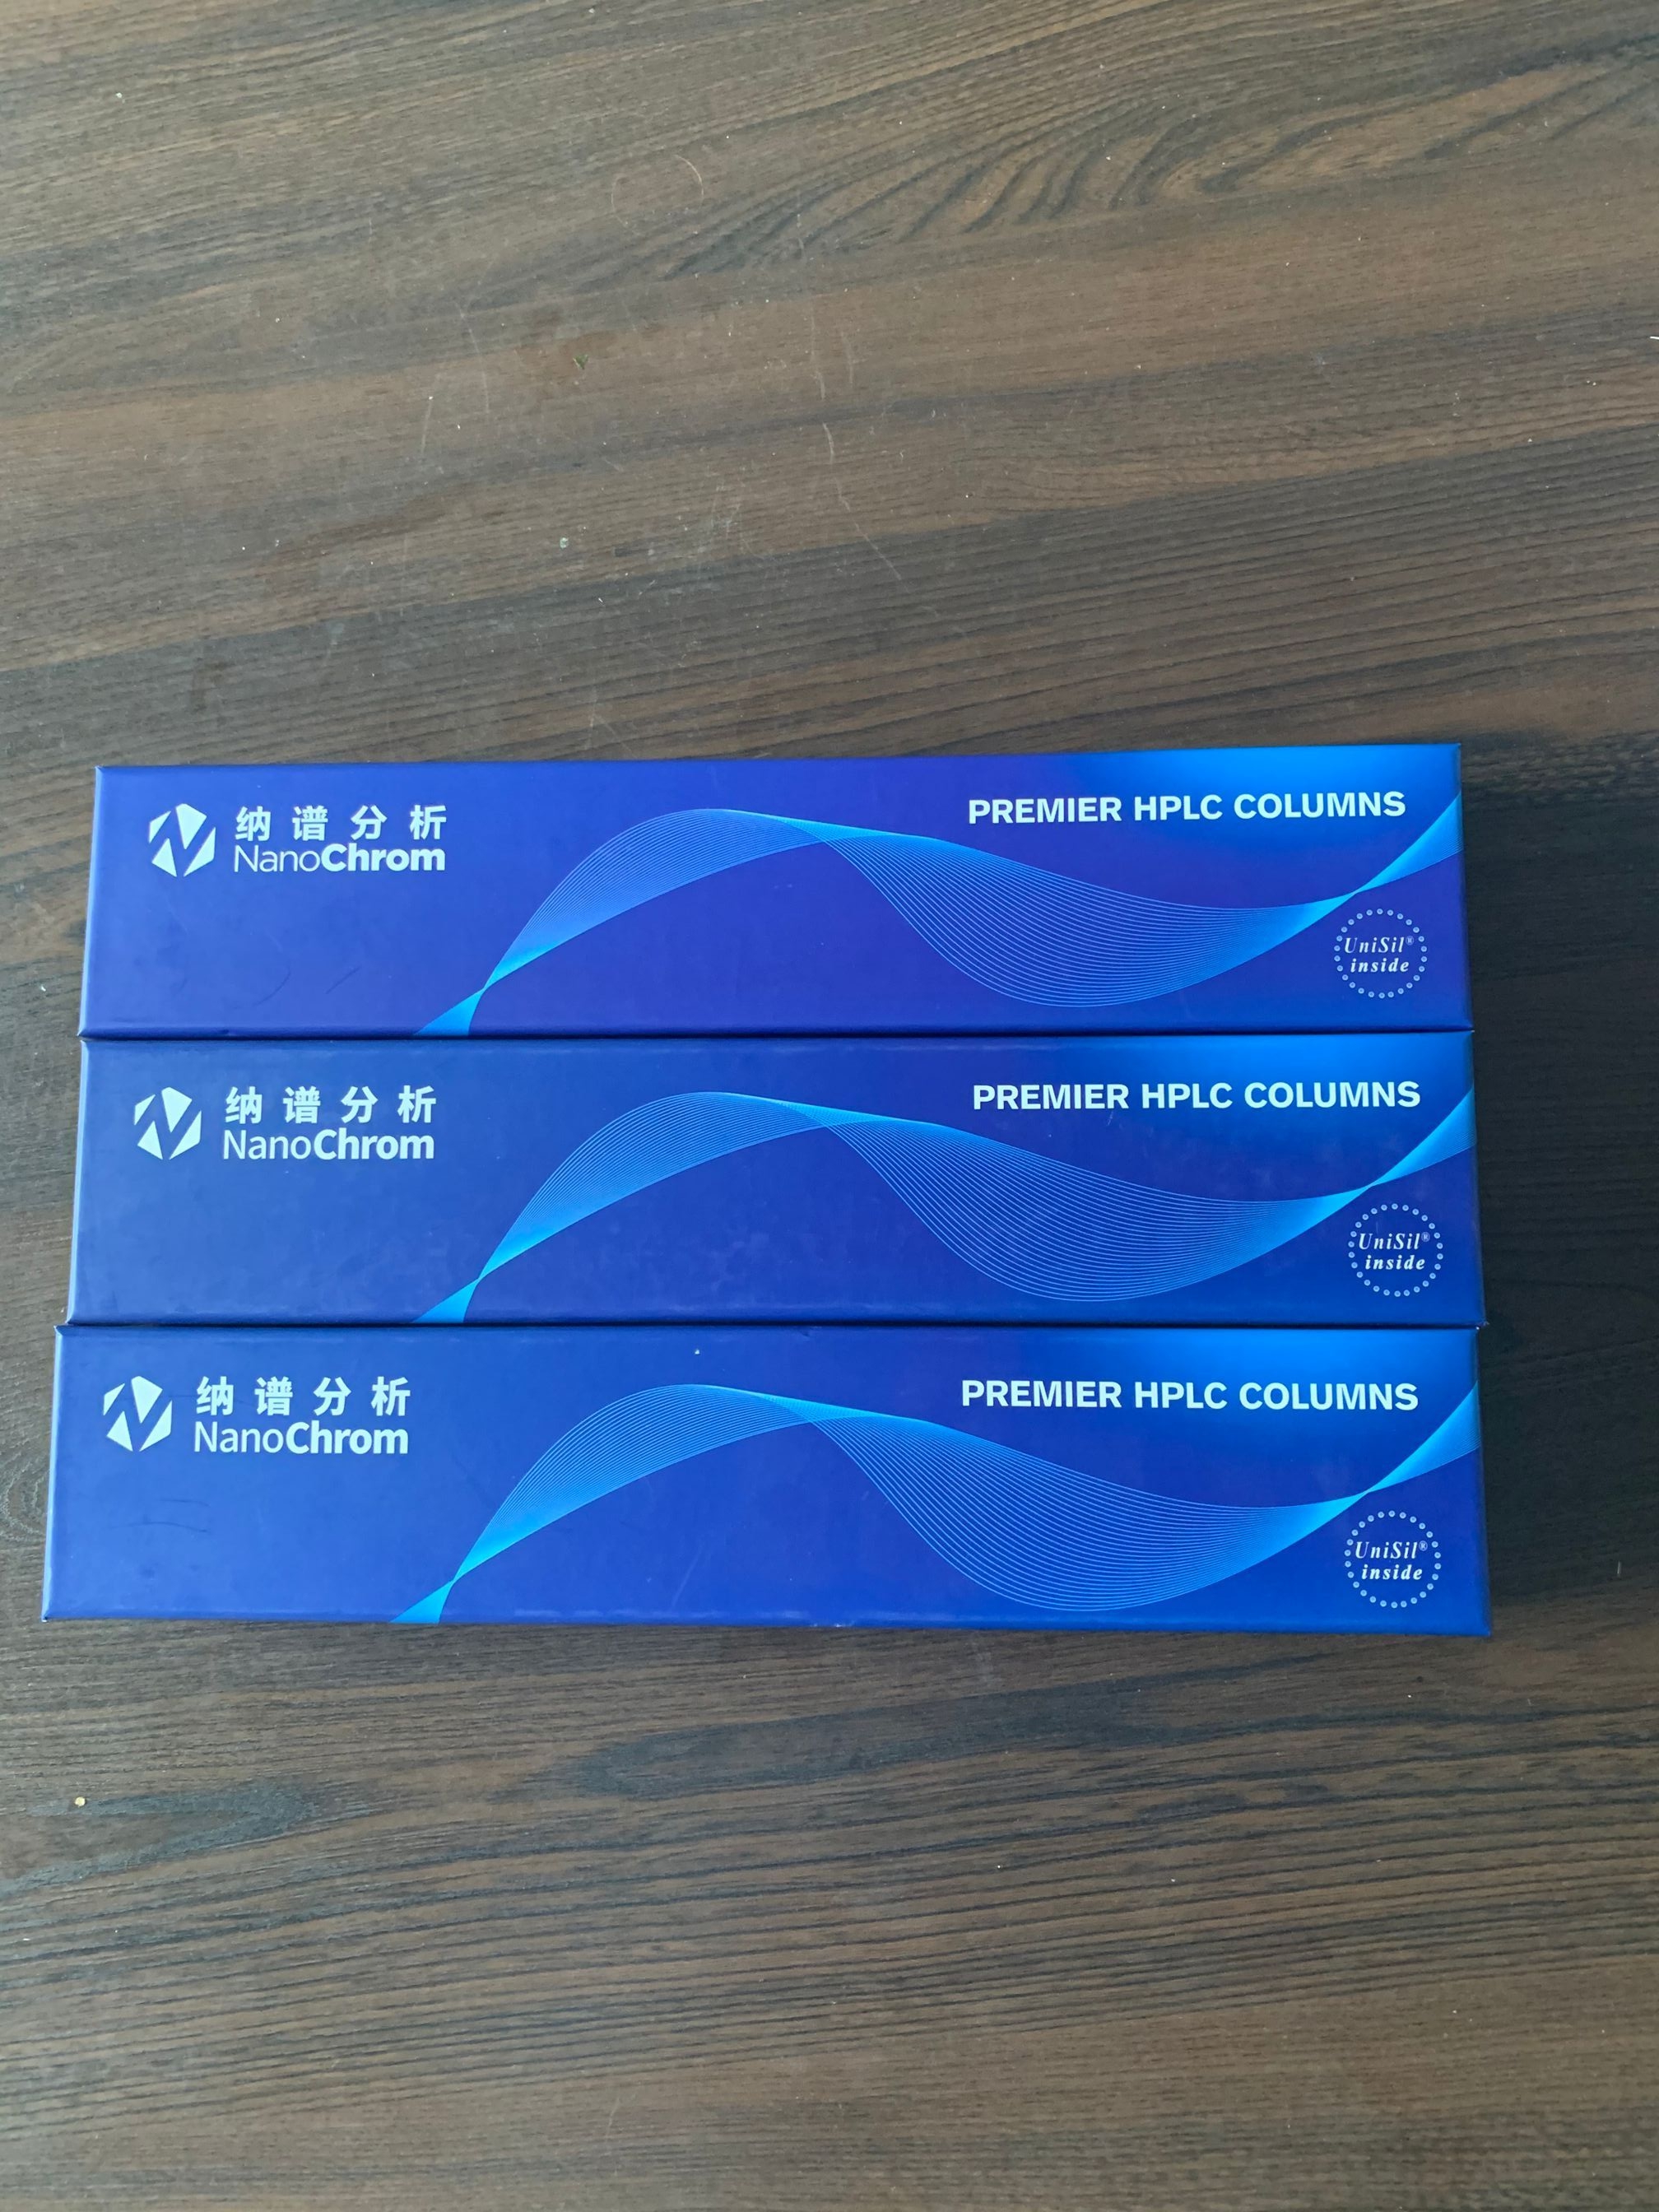 纳谱分析
NanoChrom
PREMIER HPLC COLUMNS
UniSil®
inside
纳谱分析
NanoChrom
PREMIER HPLC COLUMNS
UniSil®
inside
纳谱分析
NanoChrom
PREMIER HPLC COLUMNS
UniSil®
inside